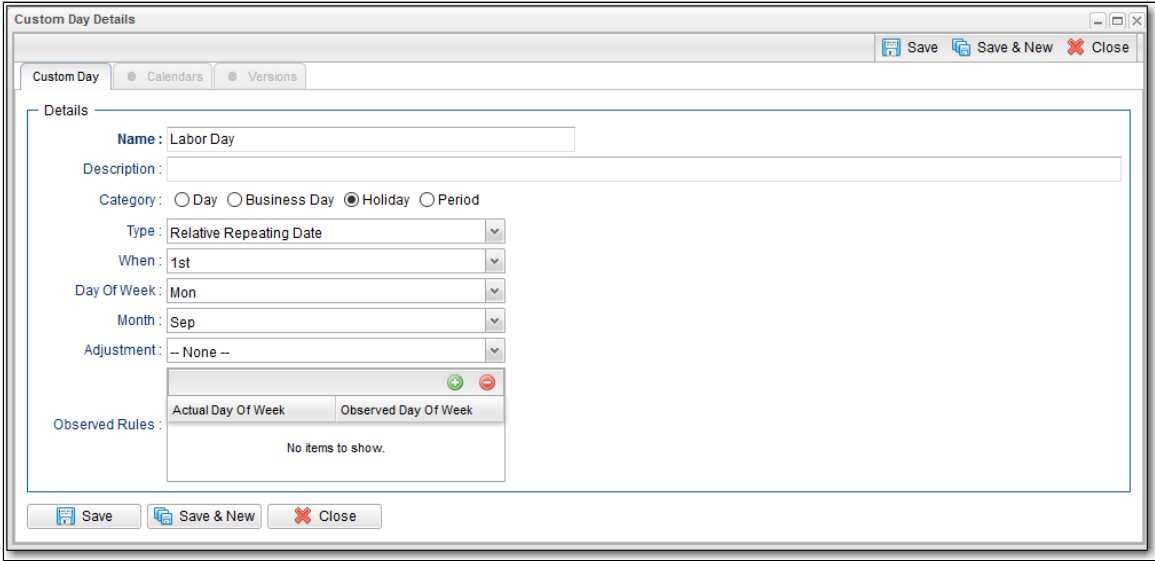 Custom Day Details
Save Save & New Close
Custom Day Calendars Versions
Details
Name : Labor Day
Description :
Category : Day Business Day Holiday Period
Type : Relative Repeating Date
When : 1st
Day Of Week : Mon
Month : Sep
Adjustment : -- None --
Actual Day Of Week Observed Day Of Week
Observed Rules :
No items to show.
Save Save & New Close